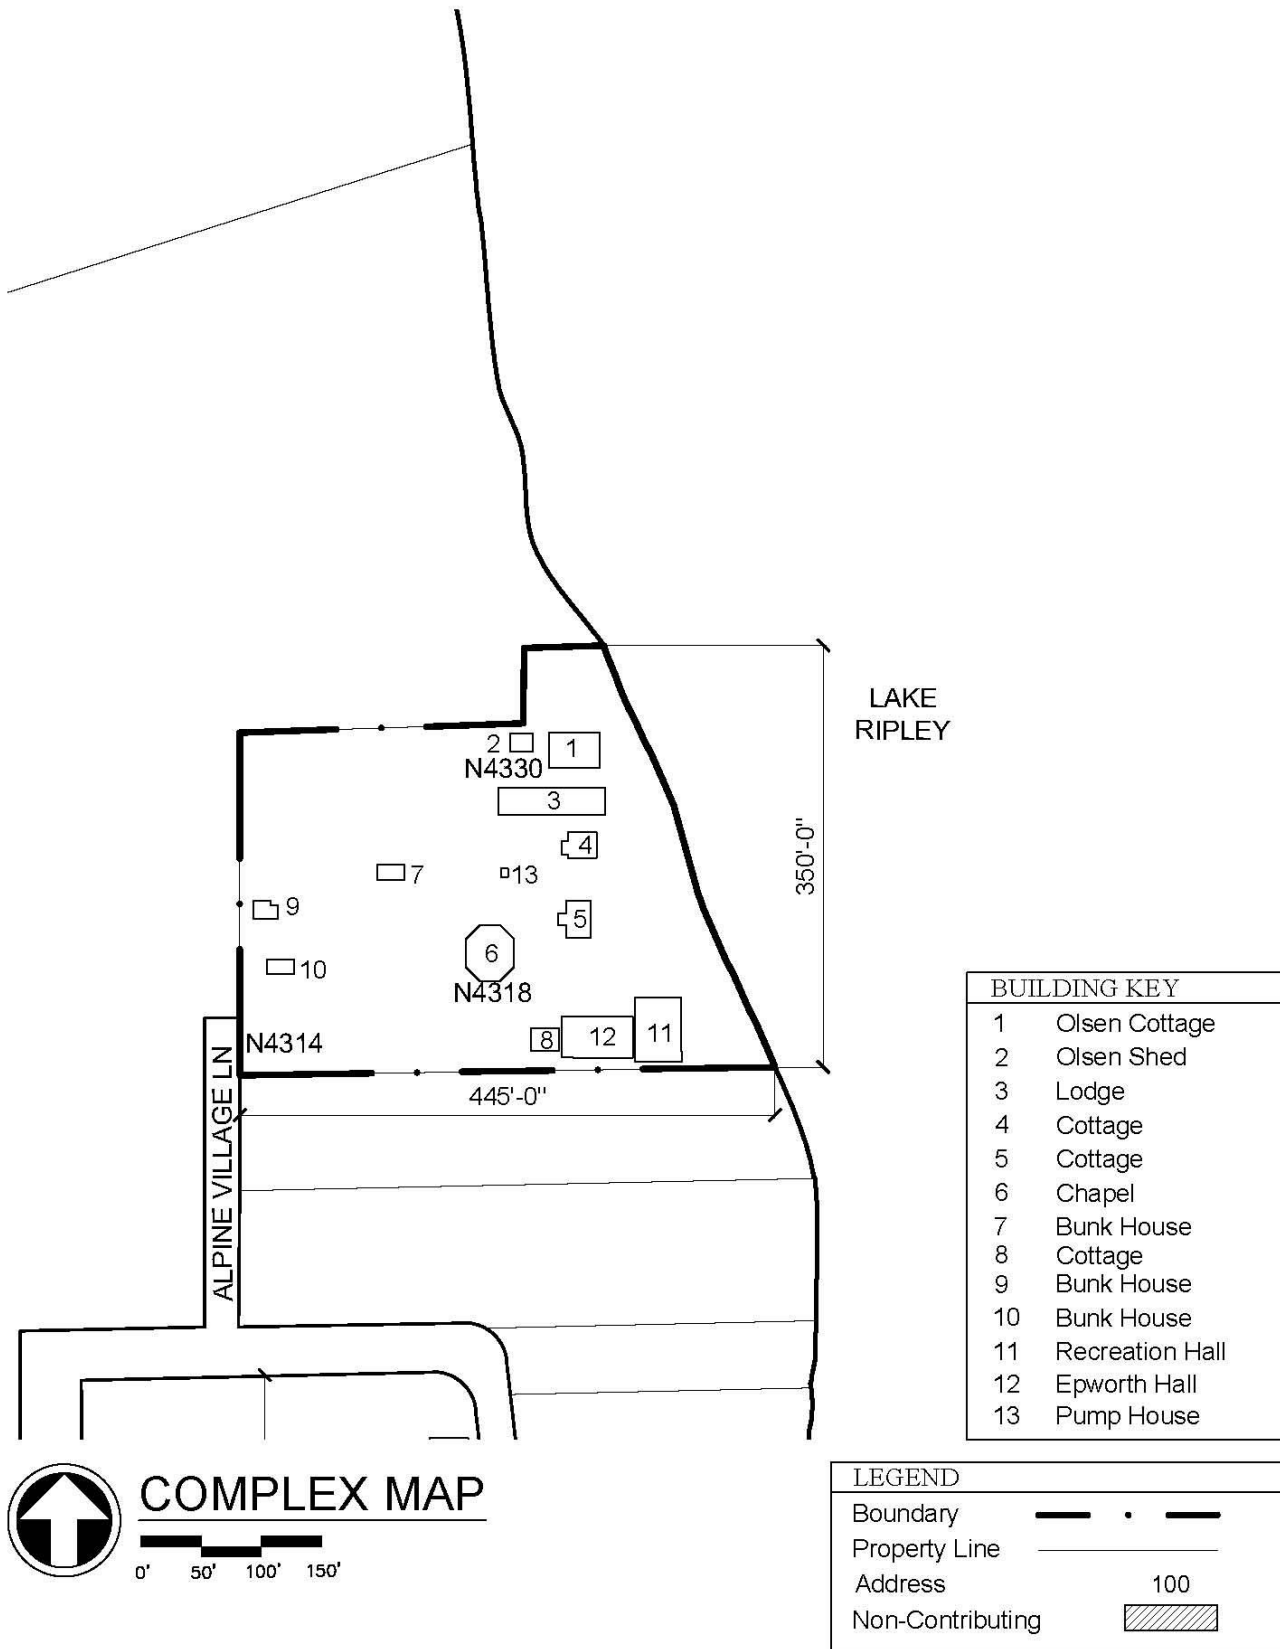 LAKE
RIPLEY
2
1
N4330
3
4
350'-0"
7
13
9
5
6
10
N4318
11
12
8
N4314
445'-0"
ALPINE VILLAGE LN
BUILDING KEY
1 Olsen Cottage
2 Olsen Shed
3 Lodge
4 Cottage
5 Cottage
6 Chapel
7 Bunk House
8 Cottage
9 Bunk House
10 Bunk House
11 Recreation Hall
12 Epworth Hall
13 Pump House
COMPLEX MAP
0' 50' 100' 150'
LEGEND
Boundary
Property Line
Address 100
Non-Contributing